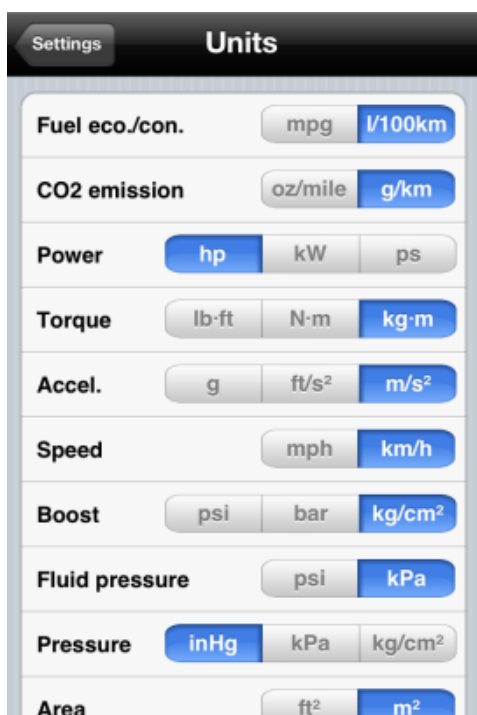 Settings Units
Fuel eco./con. mpg l/100km
CO2 emission oz/mile g/km
Power hp kW ps
Torque lb·ft N·m kg·m
Accel. g ft/s² m/s²
Speed mph km/h
Boost psi bar kg/cm²
Fluid pressure psi kPa
Pressure inHg kPa kg/cm²
Area ft² m²